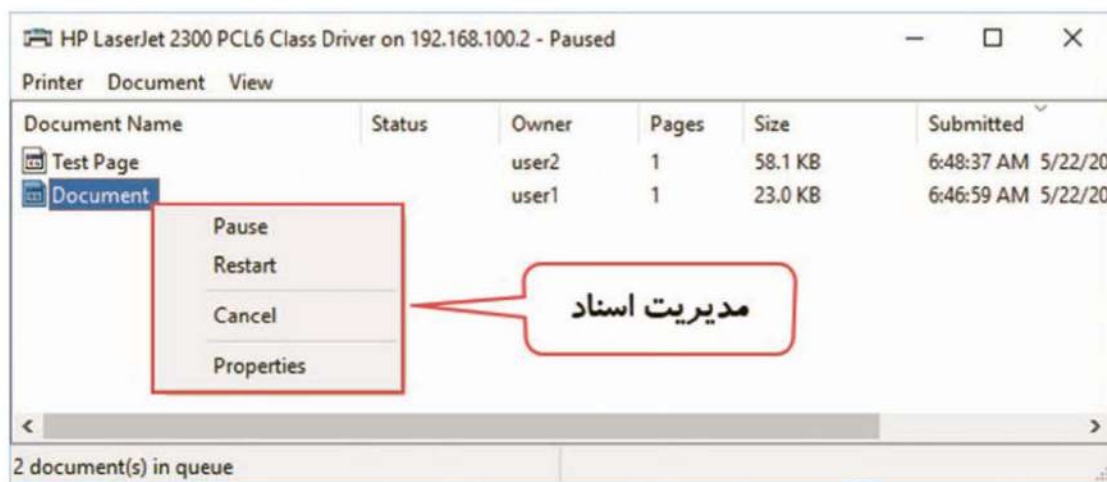 HP LaserJet 2300 PCL6 Class Driver on 192.168.100.2 - Paused
Printer Document View
Document Name Status Owner Pages Size Submitted
Test Page user2 1 58.1 KB 6:48:37 AM 5/22/20
Document user1 1 23.0 KB 6:46:59 AM 5/22/20
Pause
Restart
Cancel
Properties
مدیریت اسناد
2 document(s) in queue